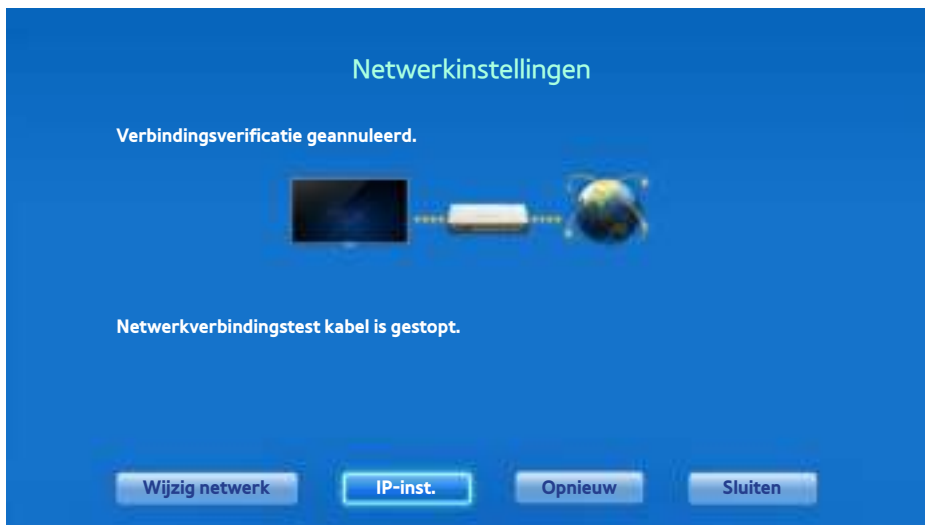 Netwerkinstellingen
Verbindingsverificatie geannuleerd.
Netwerkverbindingstest kabel is gestopt.
Wijzig netwerk IP-inst. Opnieuw Sluiten